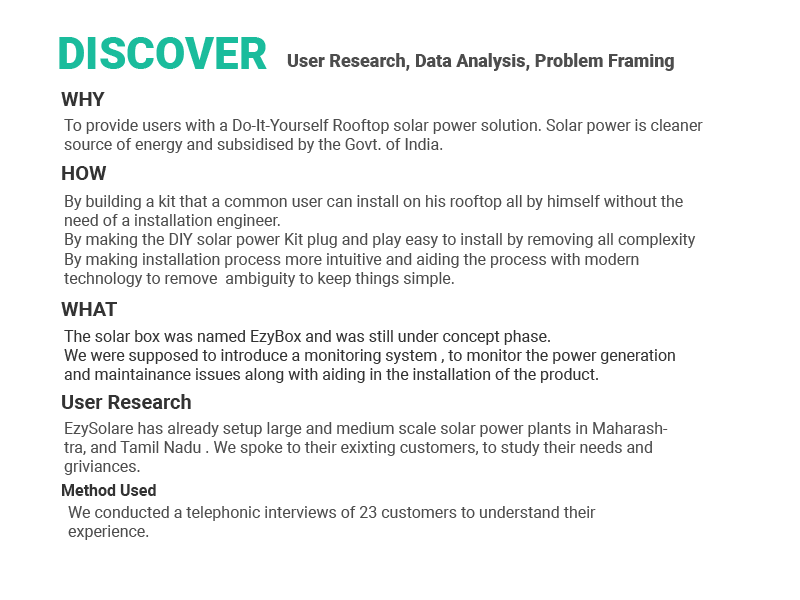 DISCOVER User Research, Data Analysis, Problem Framing
WHY
To provide users with a Do-It-Yourself Rooftop solar power solution. Solar power is cleaner
source of energy and subsidised by the Govt. of India.
HOW
By building a kit that a common user can install on his rooftop all by himself without the
need of a installation engineer.
By making the DIY solar power Kit plug and play easy to install by removing all complexity
By making installation process more intuitive and aiding the process with modern
technology to remove  ambiguity to keep things simple.
WHAT
The solar box was named EzyBox and was still under concept phase.
We were supposed to introduce a monitoring system , to monitor the power generation
and maintainance issues along with aiding in the installation of the product.
User Research
EzySolare has already setup large and medium scale solar power plants in Maharash-
tra, and Tamil Nadu . We spoke to their exixting customers, to study their needs and
griviances.
Method Used
We conducted a telephonic interviews of 23 customers to understand their
experience.